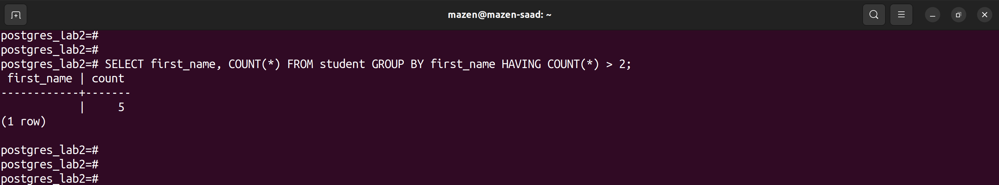 mazen@mazen-saad: ~
postgres_lab2=#
postgres_lab2=#
postgres_lab2=# SELECT first_name, COUNT(*) FROM student GROUP BY first_name HAVING COUNT(*) > 2;
 first_name | count
------------+-------
            |     5
(1 row)

postgres_lab2=#
postgres_lab2=#
postgres_lab2=#